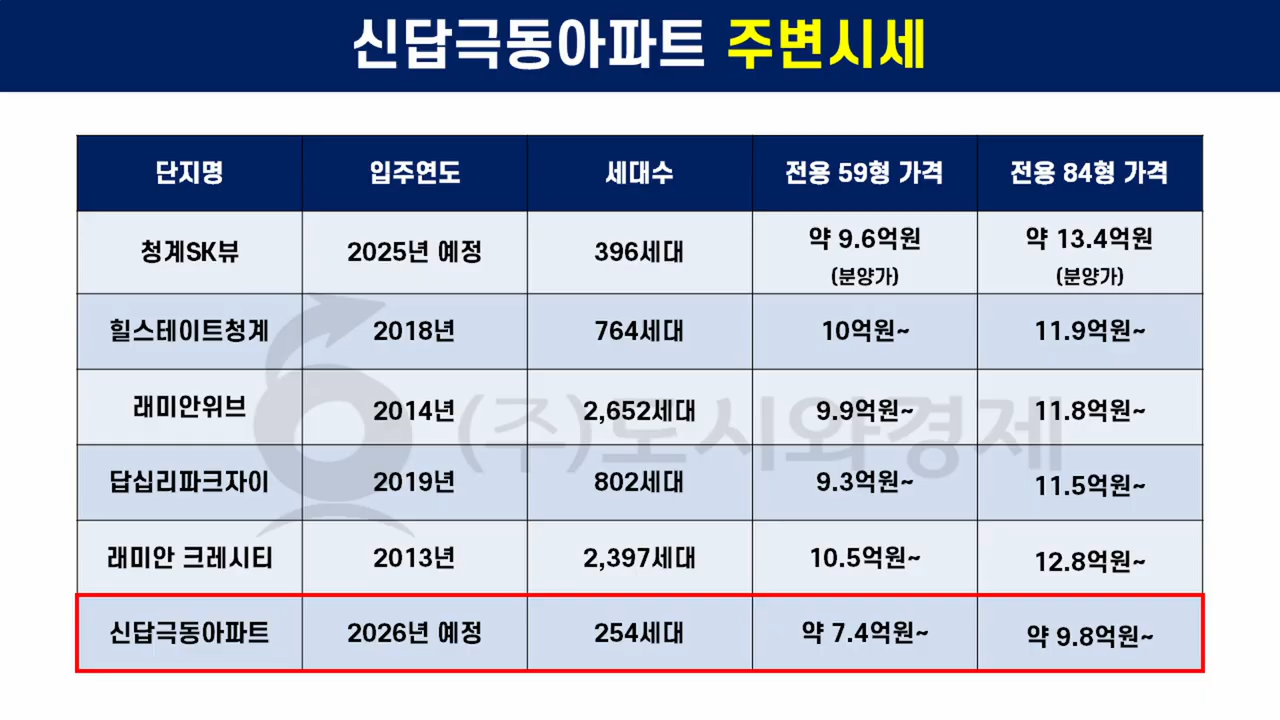 신답극동아파트 주변시세
단지명 입주연도 세대수 전용 59형 가격 전용 84형 가격
청계SK뷰 2025년 예정 396세대 약 9.6억원 (분양가) 약 13.4억원 (분양가)
힐스테이트청계 2018년 764세대 10억원~ 11.9억원~
래미안위브 2014년 2,652세대 9.9억원~ 11.8억원~
답십리파크자이 2019년 802세대 9.3억원~ 11.5억원~
래미안 크레시티 2013년 2,397세대 10.5억원~ 12.8억원~
신답극동아파트 2026년 예정 254세대 약 7.4억원~ 약 9.8억원~
(주)도시와경제